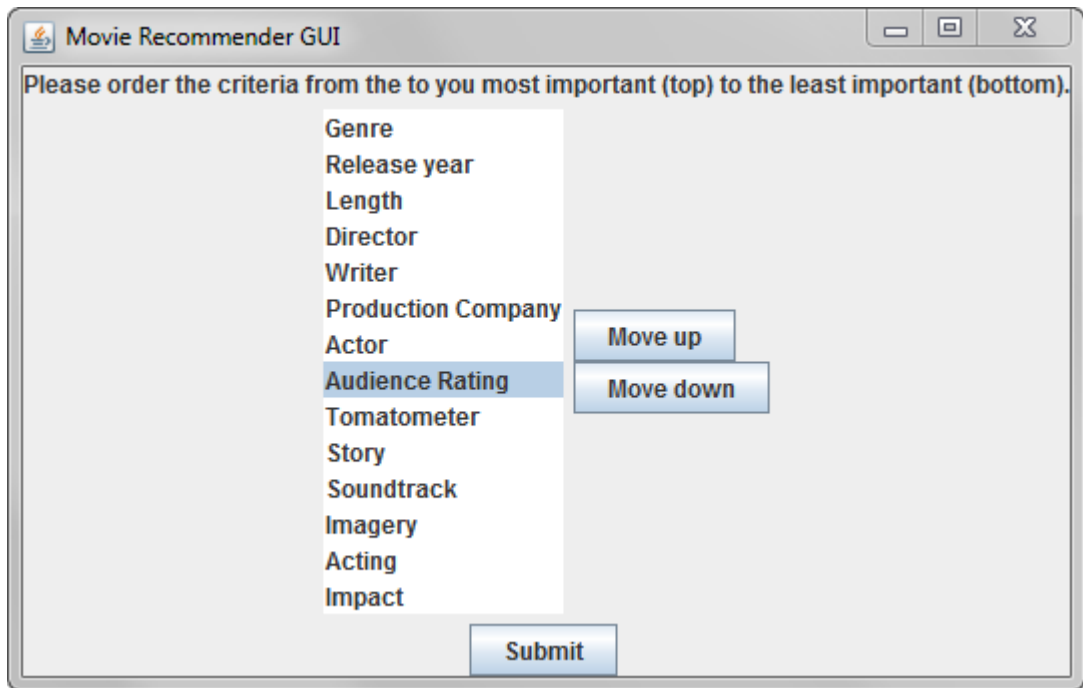 Movie Recommender GUI
Please order the criteria from the to you most important (top) to the least important (bottom).
Genre
Release year
Length
Director
Writer
Production Company
Actor
Audience Rating
Tomatometer
Story
Soundtrack
Imagery
Acting
Impact
Move up
Move down
Submit